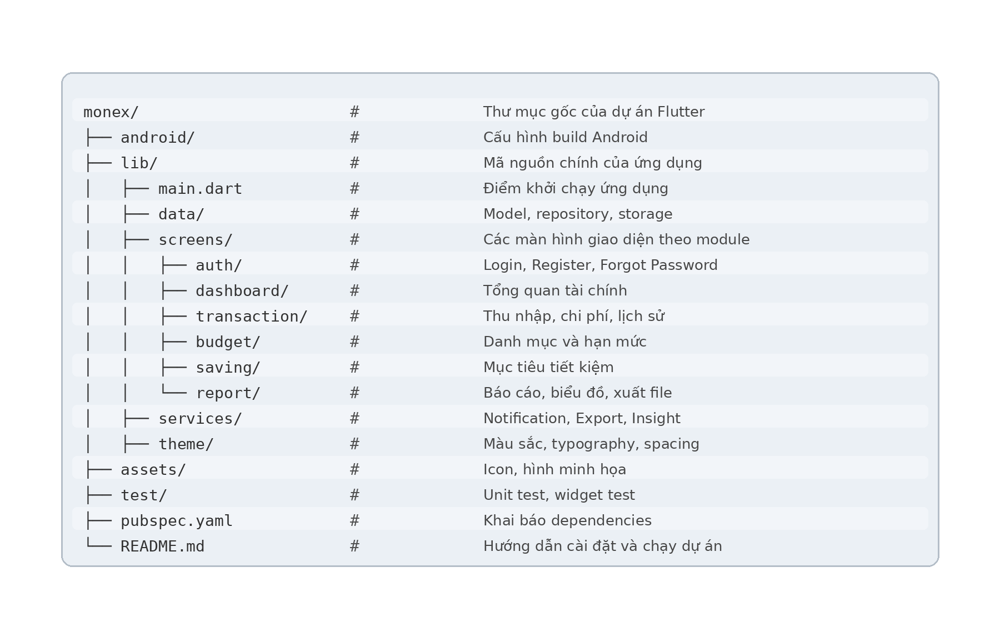 monex/ # Thư mục gốc của dự án Flutter
├── android/ # Cấu hình build Android
├── lib/ # Mã nguồn chính của ứng dụng
│   ├── main.dart # Điểm khởi chạy ứng dụng
│   ├── data/ # Model, repository, storage
│   ├── screens/ # Các màn hình giao diện theo module
│   │   ├── auth/ # Login, Register, Forgot Password
│   │   ├── dashboard/ # Tổng quan tài chính
│   │   ├── transaction/ # Thu nhập, chi phí, lịch sử
│   │   ├── budget/ # Danh mục và hạn mức
│   │   ├── saving/ # Mục tiêu tiết kiệm
│   │   └── report/ # Báo cáo, biểu đồ, xuất file
│   ├── services/ # Notification, Export, Insight
│   ├── theme/ # Màu sắc, typography, spacing
├── assets/ # Icon, hình minh họa
├── test/ # Unit test, widget test
├── pubspec.yaml # Khai báo dependencies
└── README.md # Hướng dẫn cài đặt và chạy dự án